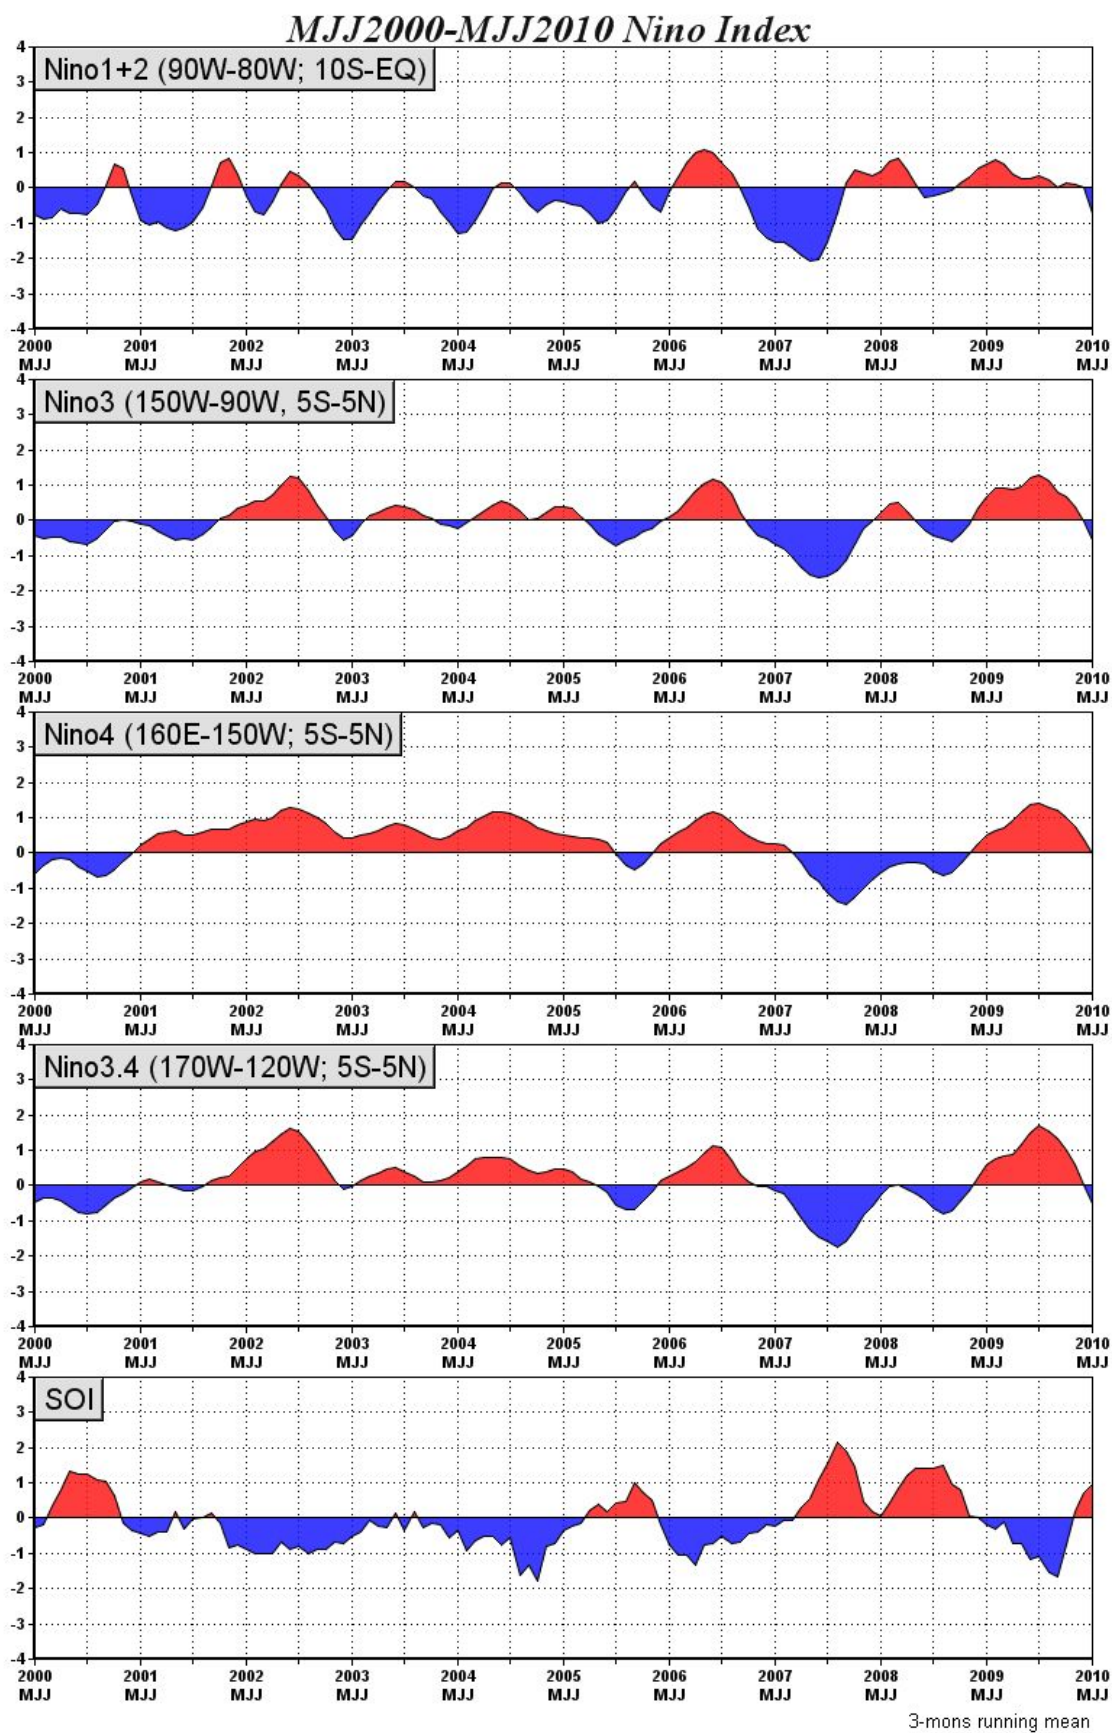 MJJ2000-MJJ2010 Nino Index
Nino1+2 (90W-80W; 10S-EQ)
4
3
2
1
0
-1
-2
-3
-4
2000 2001 2002 2003 2004 2005 2006 2007 2008 2009 2010
MJJ MJJ MJJ MJJ MJJ MJJ MJJ MJJ MJJ MJJ MJJ
Nino3 (150W-90W, 5S-5N)
4
3
2
1
0
-1
-2
-3
-4
2000 2001 2002 2003 2004 2005 2006 2007 2008 2009 2010
MJJ MJJ MJJ MJJ MJJ MJJ MJJ MJJ MJJ MJJ MJJ
Nino4 (160E-150W; 5S-5N)
4
3
2
1
0
-1
-2
-3
-4
2000 2001 2002 2003 2004 2005 2006 2007 2008 2009 2010
MJJ MJJ MJJ MJJ MJJ MJJ MJJ MJJ MJJ MJJ MJJ
Nino3.4 (170W-120W; 5S-5N)
4
3
2
1
0
-1
-2
-3
-4
2000 2001 2002 2003 2004 2005 2006 2007 2008 2009 2010
MJJ MJJ MJJ MJJ MJJ MJJ MJJ MJJ MJJ MJJ MJJ
SOI
4
3
2
1
0
-1
-2
-3
-4
2000 2001 2002 2003 2004 2005 2006 2007 2008 2009 2010
MJJ MJJ MJJ MJJ MJJ MJJ MJJ MJJ MJJ MJJ MJJ
3-mons running mean